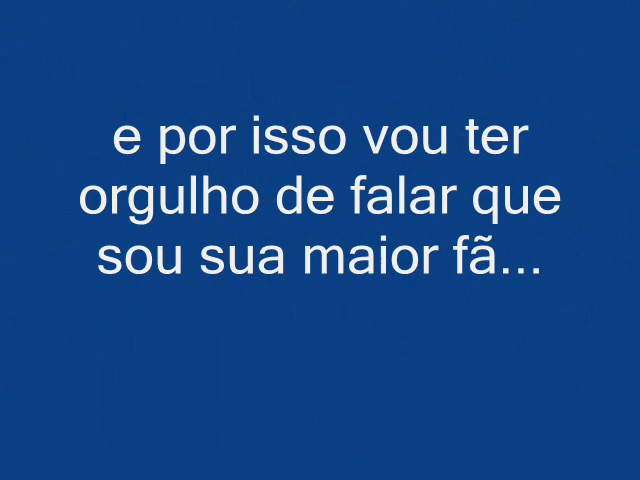 e por isso vou ter
orgulho de falar que
sou sua maior fã...